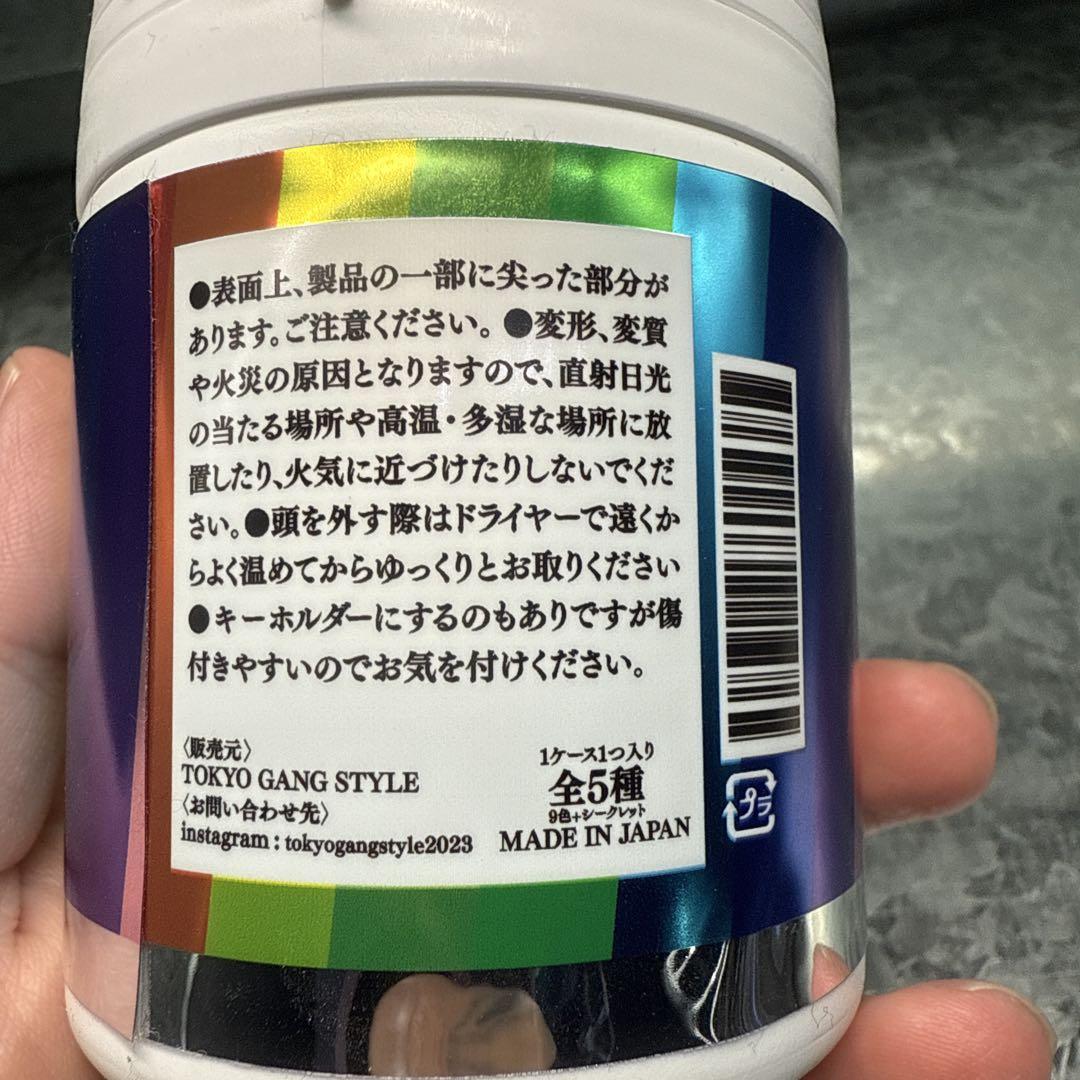 ●表面上、製品の一部に尖った部分が
あります。ご注意ください。●変形、変質
や火災の原因となりますので、直射日光
の当たる場所や高温・多湿な場所に放
置したり、火気に近づけたりしないでくだ
さい。●頭を外す際はドライヤーで遠くか
らよく温めてからゆっくりとお取りください
●キーホルダーにするのもありですが傷
付きやすいのでお気を付けください。
〈販売元〉
TOKYO GANG STYLE
〈お問い合わせ先〉
instagram : tokyogangstyle2023
1ケース1つ入り
全5種
9色+シークレット
MADE IN JAPAN
プラ